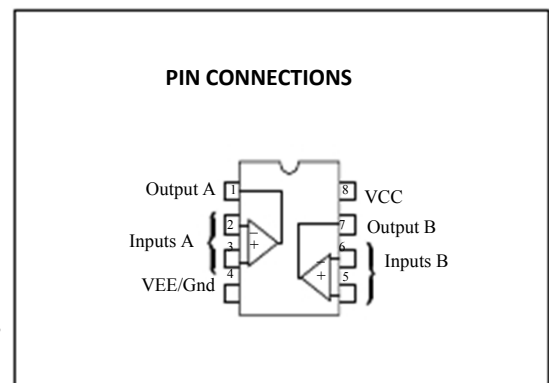 PIN CONNECTIONS
Output A
1
8
VCC
2
7
Output B
Inputs A
−
+
3
6
Inputs B
−
+
4
5
VEE/Gnd